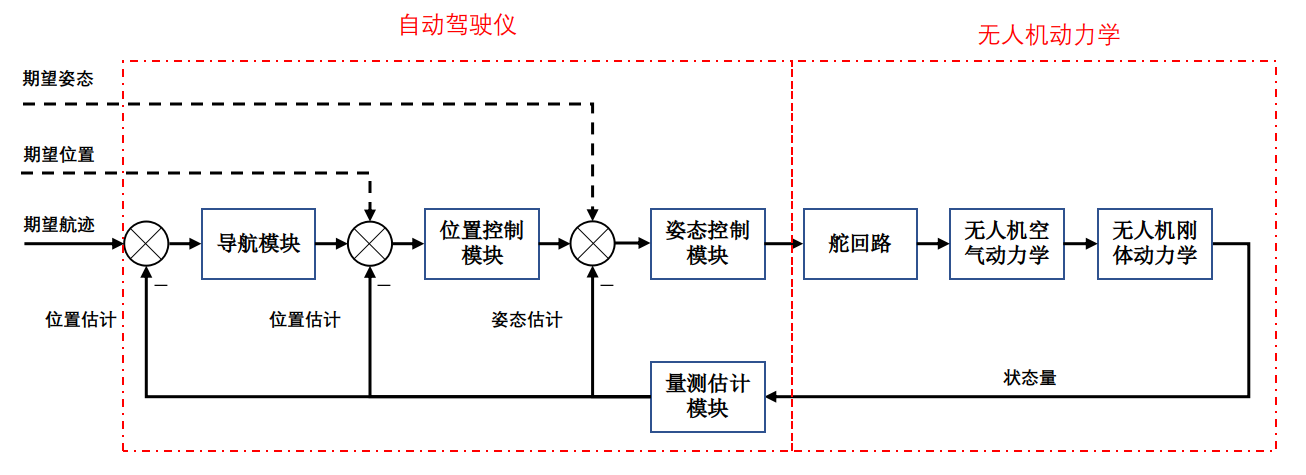 自动驾驶仪
无人机动力学
期望姿态
期望位置
期望航迹
导航模块
位置控制
模块
姿态控制
模块
舵回路
无人机空
气动力学
无人机刚
体动力学
位置估计
位置估计
姿态估计
量测估计
模块
状态量